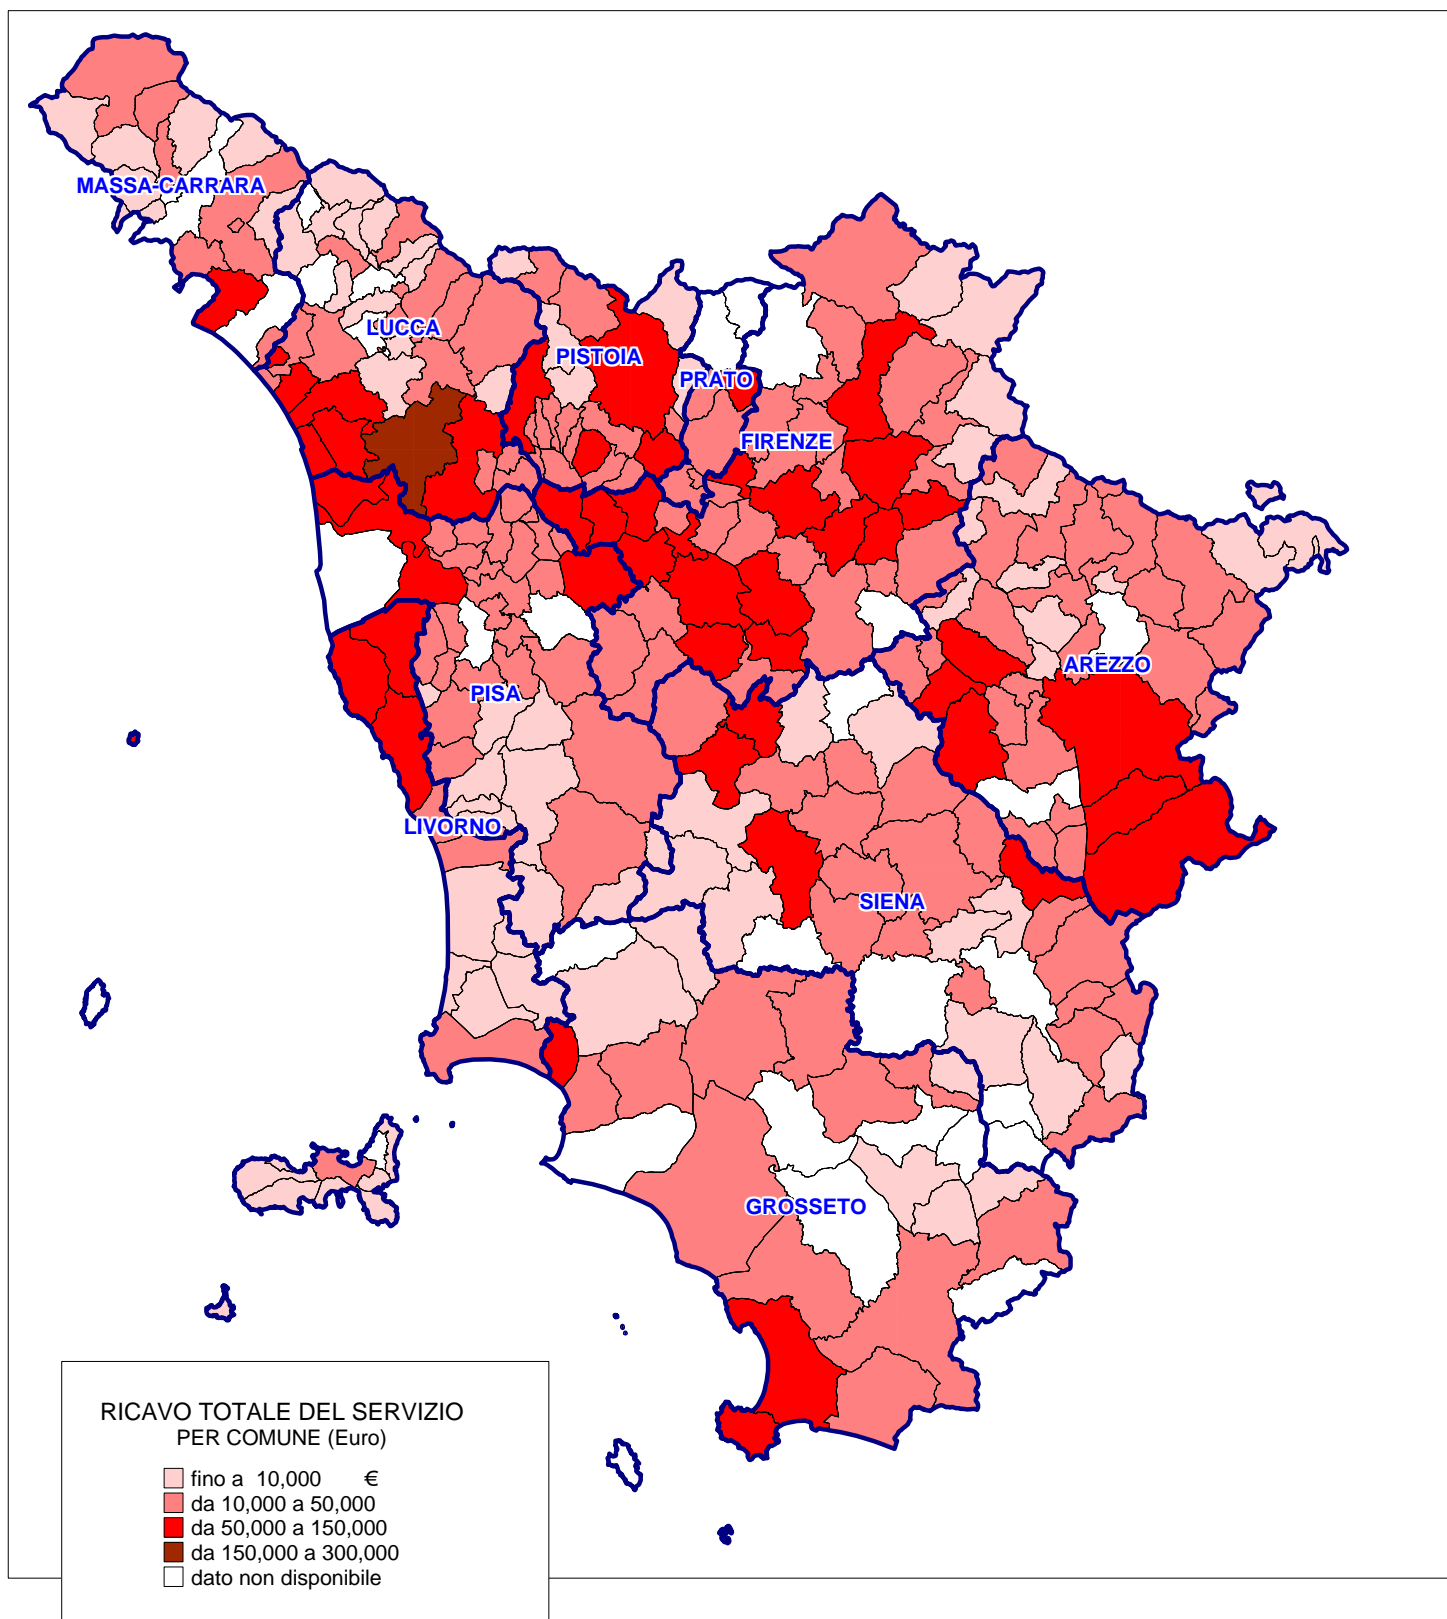 MASSA-CARRARA
LUCCA
PISTOIA
PRATO
FIRENZE
AREZZO
PISA
LIVORNO
SIENA
GROSSETO
RICAVO TOTALE DEL SERVIZIO
PER COMUNE (Euro)
fino a 10,000 €
da 10,000 a 50,000
da 50,000 a 150,000
da 150,000 a 300,000
dato non disponibile